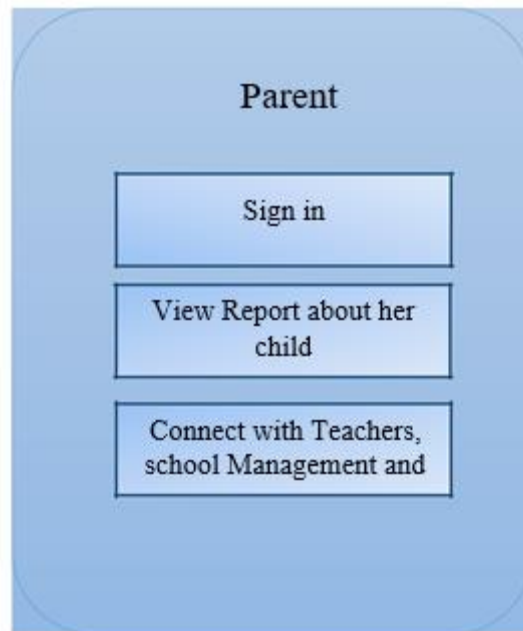 Parent
Sign in
View Report about her
child
Connect with Teachers,
school Management and